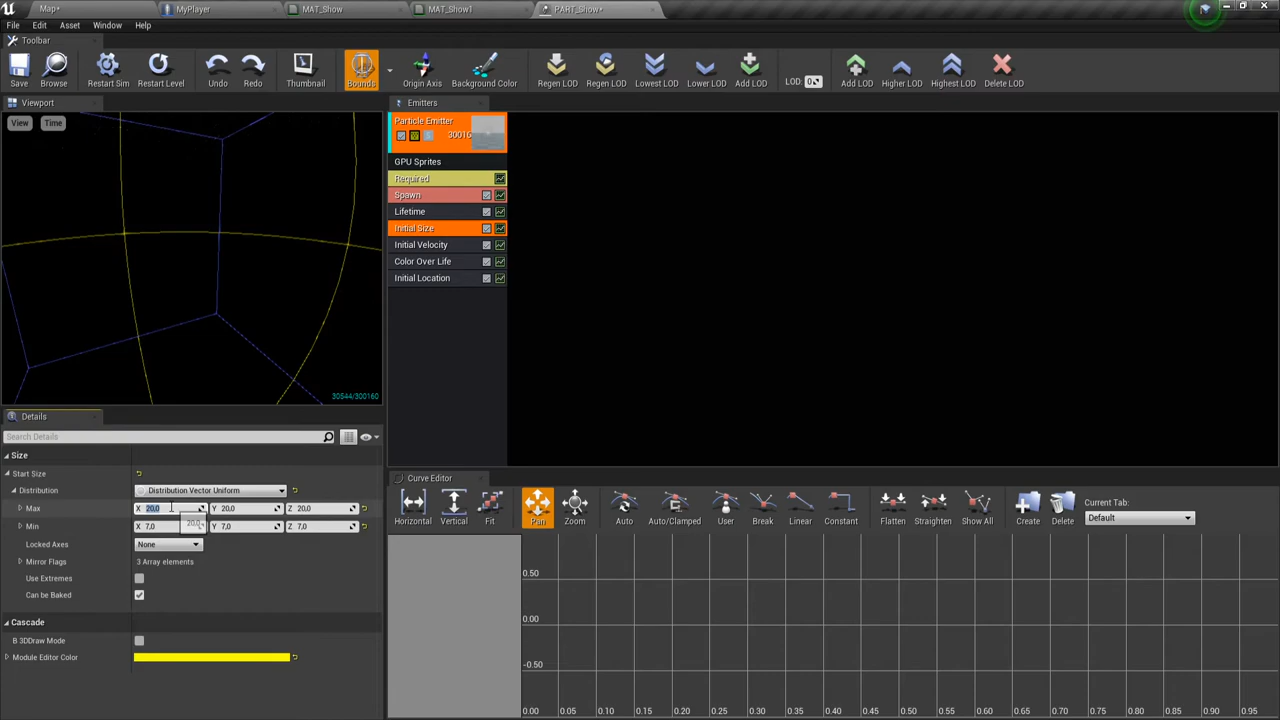 Map* MyPlayer MAT_Show MAT_Show1 PART_Show*
File Edit Asset Window Help
Toolbar
Save Browse Restart Sim Restart Level Undo Redo Thumbnail Bounds Origin Axis Background Color Regen LOD Regen LOD Lowest LOD Lower LOD Add LOD LOD: 0 Add LOD Higher LOD Highest LOD Delete LOD
Viewport
View Time
30544/300160
Emitters
Particle Emitter
30016
GPU Sprites
Required
Spawn
Lifetime
Initial Size
Initial Velocity
Color Over Life
Initial Location
Details
Search Details
Size
Start Size
Distribution Distribution Vector Uniform
Max X 20,0 Y 20,0 Z 20,0
20,0
Min X 7,0 Y 7,0 Z 7,0
Locked Axes None
Mirror Flags 3 Array elements
Use Extremes
Can be Baked
Cascade
B 3DDraw Mode
Module Editor Color
Curve Editor
Horizontal Vertical Fit Pan Zoom Auto Auto/Clamped User Break Linear Constant Flatten Straighten Show All Create Delete
Current Tab:
Default
0.50
0.00
-0.50
0.00 0.05 0.10 0.15 0.20 0.25 0.30 0.35 0.40 0.45 0.50 0.55 0.60 0.65 0.70 0.75 0.80 0.85 0.90 0.95